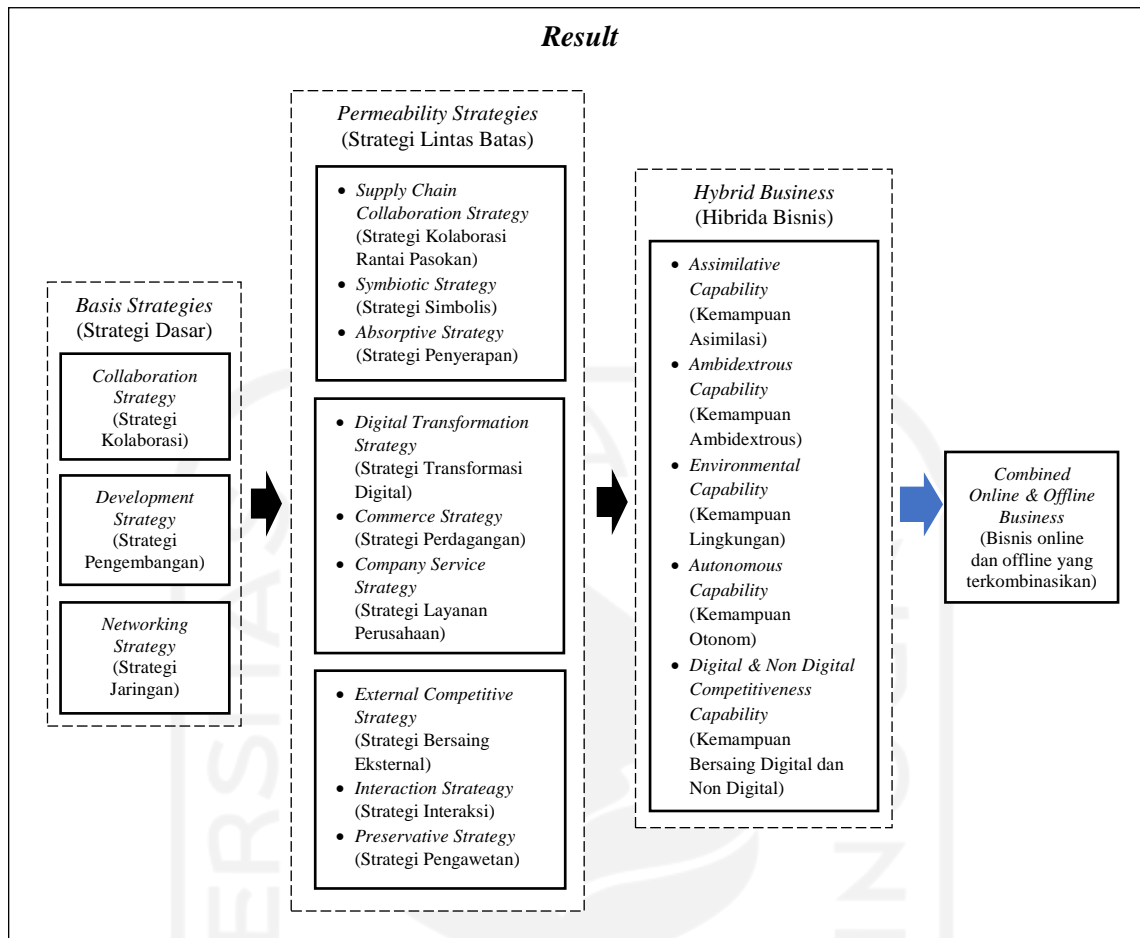 Result
Basis Strategies
(Strategi Dasar)
Collaboration
Strategy
(Strategi
Kolaborasi)
Development
Strategy
(Strategi
Pengembangan)
Networking
Strategy
(Strategi
Jaringan)
Permeability Strategies
(Strategi Lintas Batas)
• Supply Chain
Collaboration Strategy
(Strategi Kolaborasi
Rantai Pasokan)
• Symbiotic Strategy
(Strategi Simbolis)
• Absorptive Strategy
(Strategi Penyerapan)
• Digital Transformation
Strategy
(Strategi Transformasi
Digital)
• Commerce Strategy
(Strategi Perdagangan)
• Company Service
Strategy
(Strategi Layanan
Perusahaan)
• External Competitive
Strategy
(Strategi Bersaing
Eksternal)
• Interaction Strateagy
(Strategi Interaksi)
• Preservative Strategy
(Strategi Pengawetan)
Hybrid Business
(Hibrida Bisnis)
• Assimilative
Capability
(Kemampuan
Asimilasi)
• Ambidextrous
Capability
(Kemampuan
Ambidextrous)
• Environmental
Capability
(Kemampuan
Lingkungan)
• Autonomous
Capability
(Kemampuan
Otonom)
• Digital & Non Digital
Competitiveness
Capability
(Kemampuan
Bersaing Digital dan
Non Digital)
Combined
Online & Offline
Business
(Bisnis online
dan offline yang
terkombinasikan)